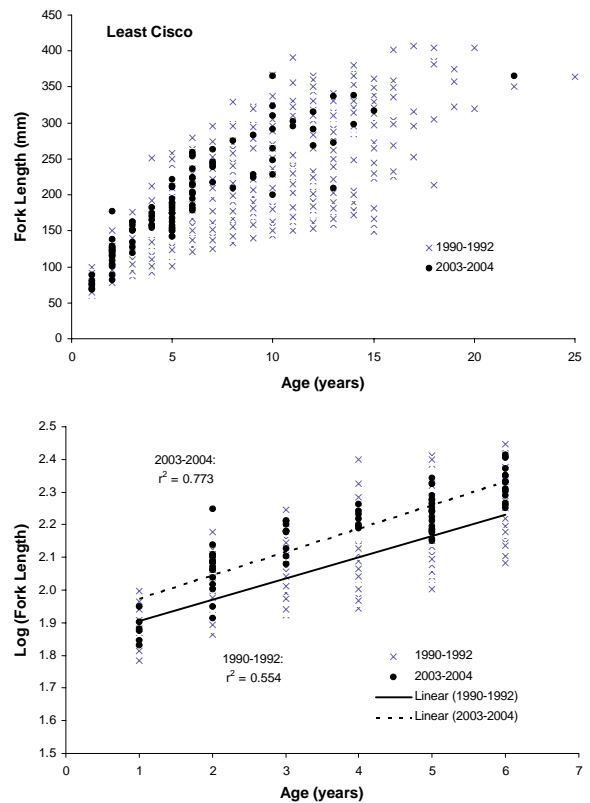 Least Cisco
450
400
350
300
250
200
150
100
50
0
Fork Length (mm)
× 1990-1992
● 2003-2004
0 5 10 15 20 25
Age (years)
2.5
2.4
2.3
2.2
2.1
2.0
1.9
1.8
1.7
1.6
1.5
Log (Fork Length)
2003-2004:
r² = 0.773
1990-1992:
r² = 0.554
1990-1992
2003-2004
Linear (1990-1992)
Linear (2003-2004)
0 1 2 3 4 5 6 7
Age (years)